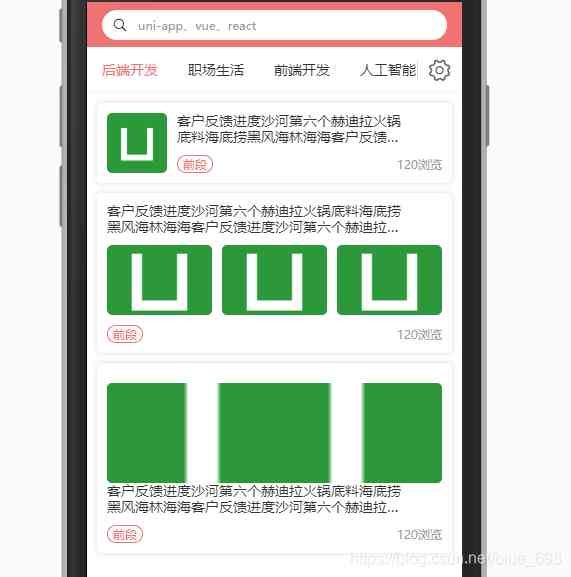 uni-app、vue、react
后端开发 职场生活 前端开发 人工智能
客户反馈进度沙河第六个赫迪拉火锅
底料海底捞黑风海林海海客户反馈...
前段 120浏览
客户反馈进度沙河第六个赫迪拉火锅底料海底捞
黑风海林海海客户反馈进度沙河第六个赫迪拉...
前段 120浏览
客户反馈进度沙河第六个赫迪拉火锅底料海底捞
黑风海林海海客户反馈进度沙河第六个赫迪拉...
前段 120浏览
https://blog.csdn.net/blue_698